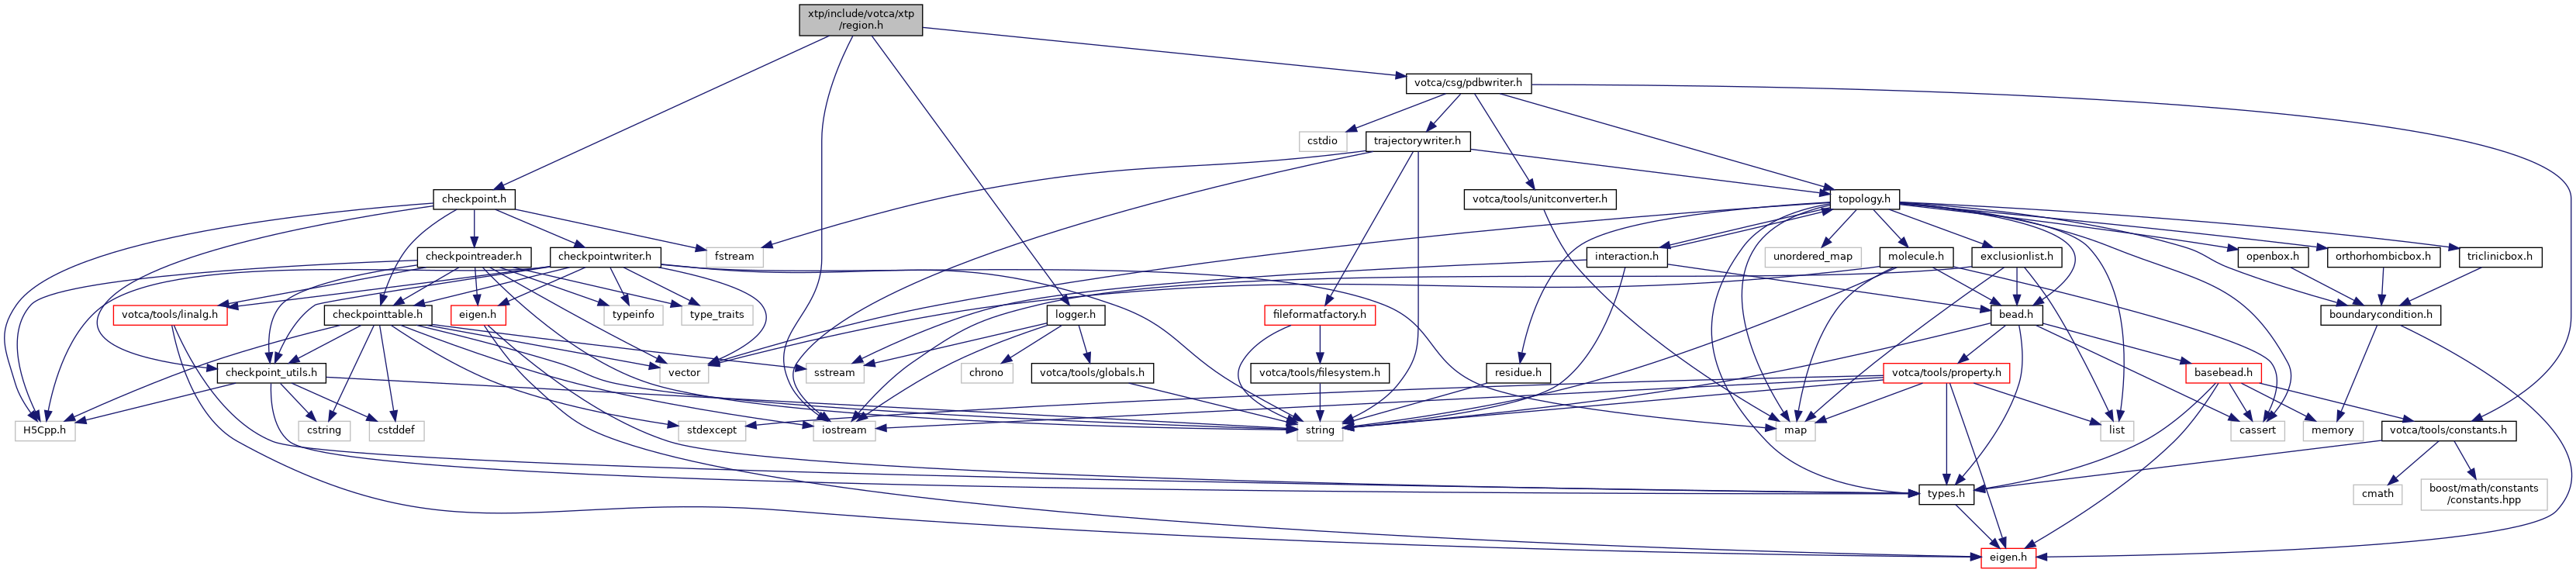 xtp/include/votca/xtp
/region.h
votca/csg/pdbwriter.h
cstdio
trajectorywriter.h
checkpoint.h
votca/tools/unitconverter.h
topology.h
checkpointreader.h
checkpointwriter.h
fstream
interaction.h
unordered_map
molecule.h
exclusionlist.h
openbox.h
orthorhombicbox.h
triclinicbox.h
votca/tools/linalg.h
checkpointtable.h
eigen.h
typeinfo
type_traits
logger.h
fileformatfactory.h
bead.h
boundarycondition.h
checkpoint_utils.h
vector
sstream
chrono
votca/tools/globals.h
votca/tools/filesystem.h
residue.h
votca/tools/property.h
basebead.h
H5Cpp.h
cstring
cstddef
stdexcept
iostream
string
map
list
cassert
memory
votca/tools/constants.h
types.h
cmath
boost/math/constants
/constants.hpp
eigen.h